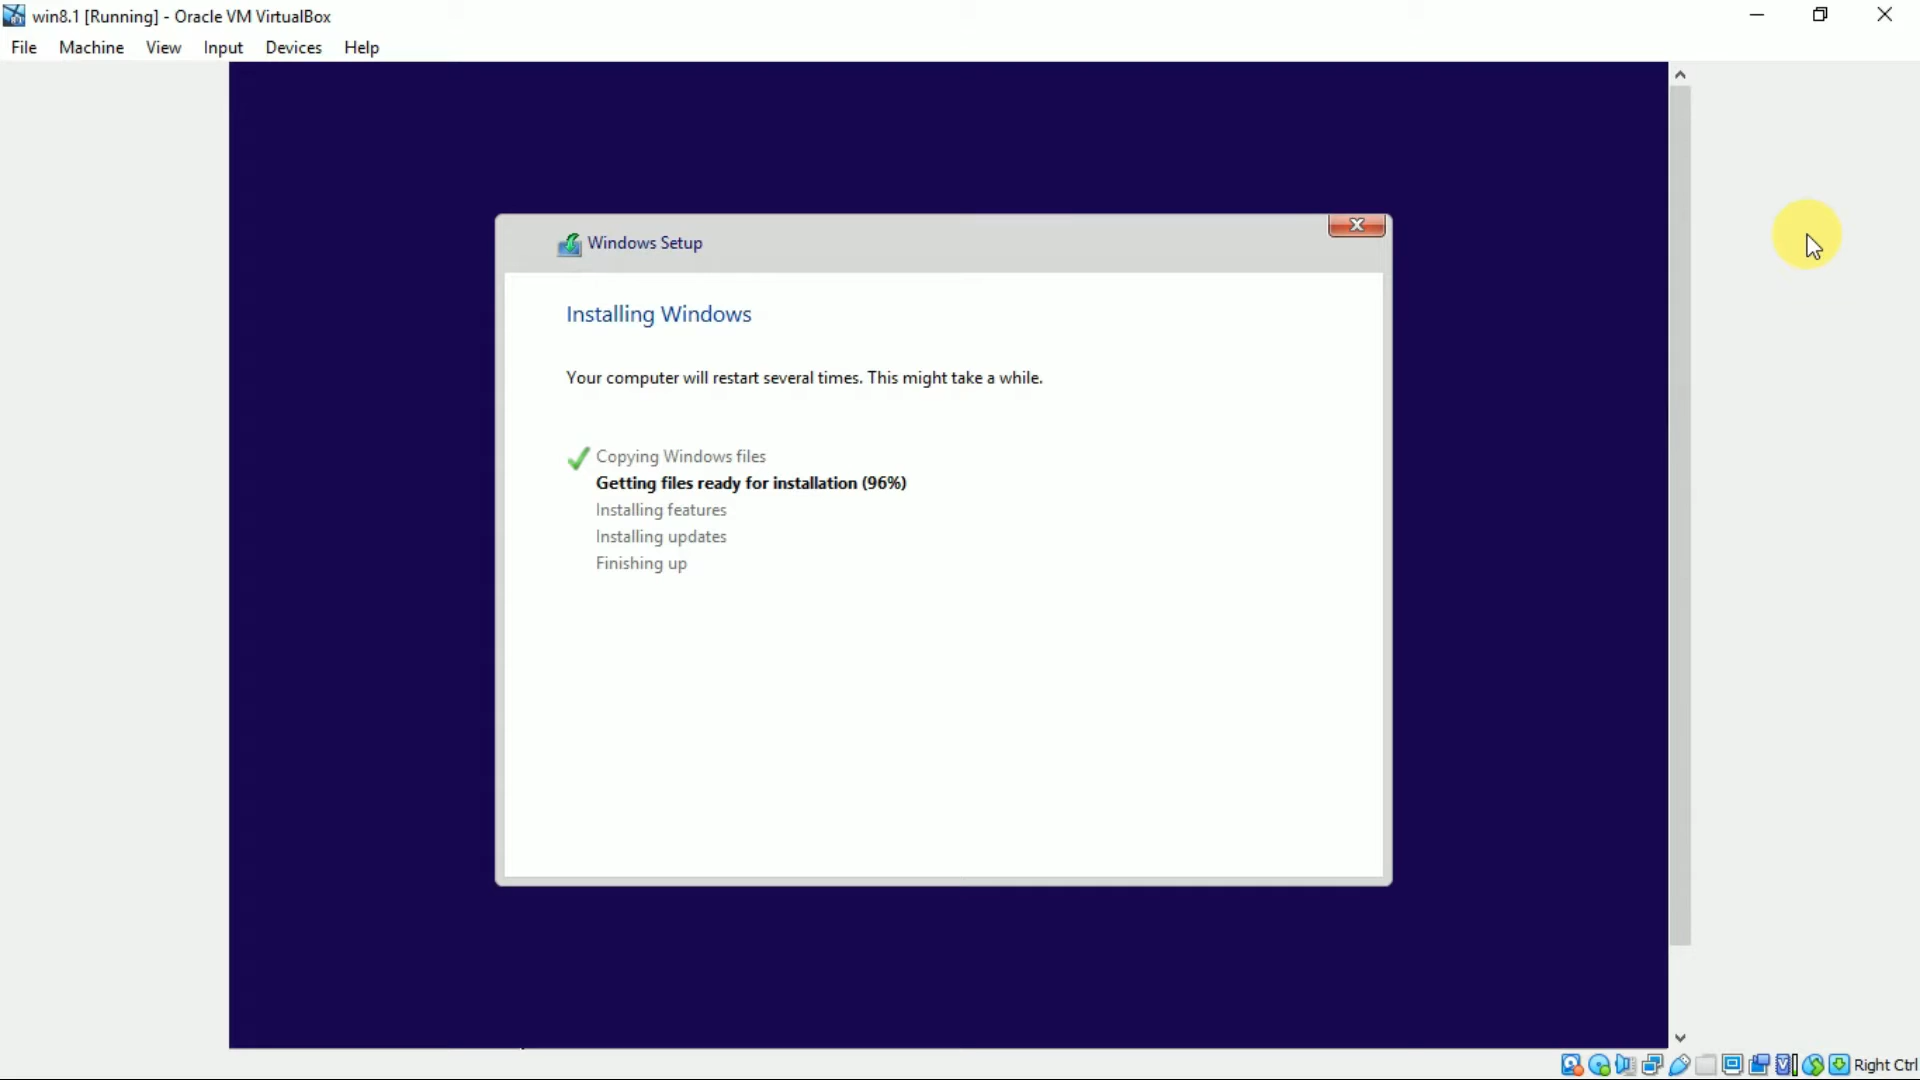 win8.1 [Running] - Oracle VM VirtualBox
File Machine View Input Devices Help
Windows Setup
Installing Windows
Your computer will restart several times. This might take a while.
Copying Windows files
Getting files ready for installation (96%)
Installing features
Installing updates
Finishing up
Right Ctrl